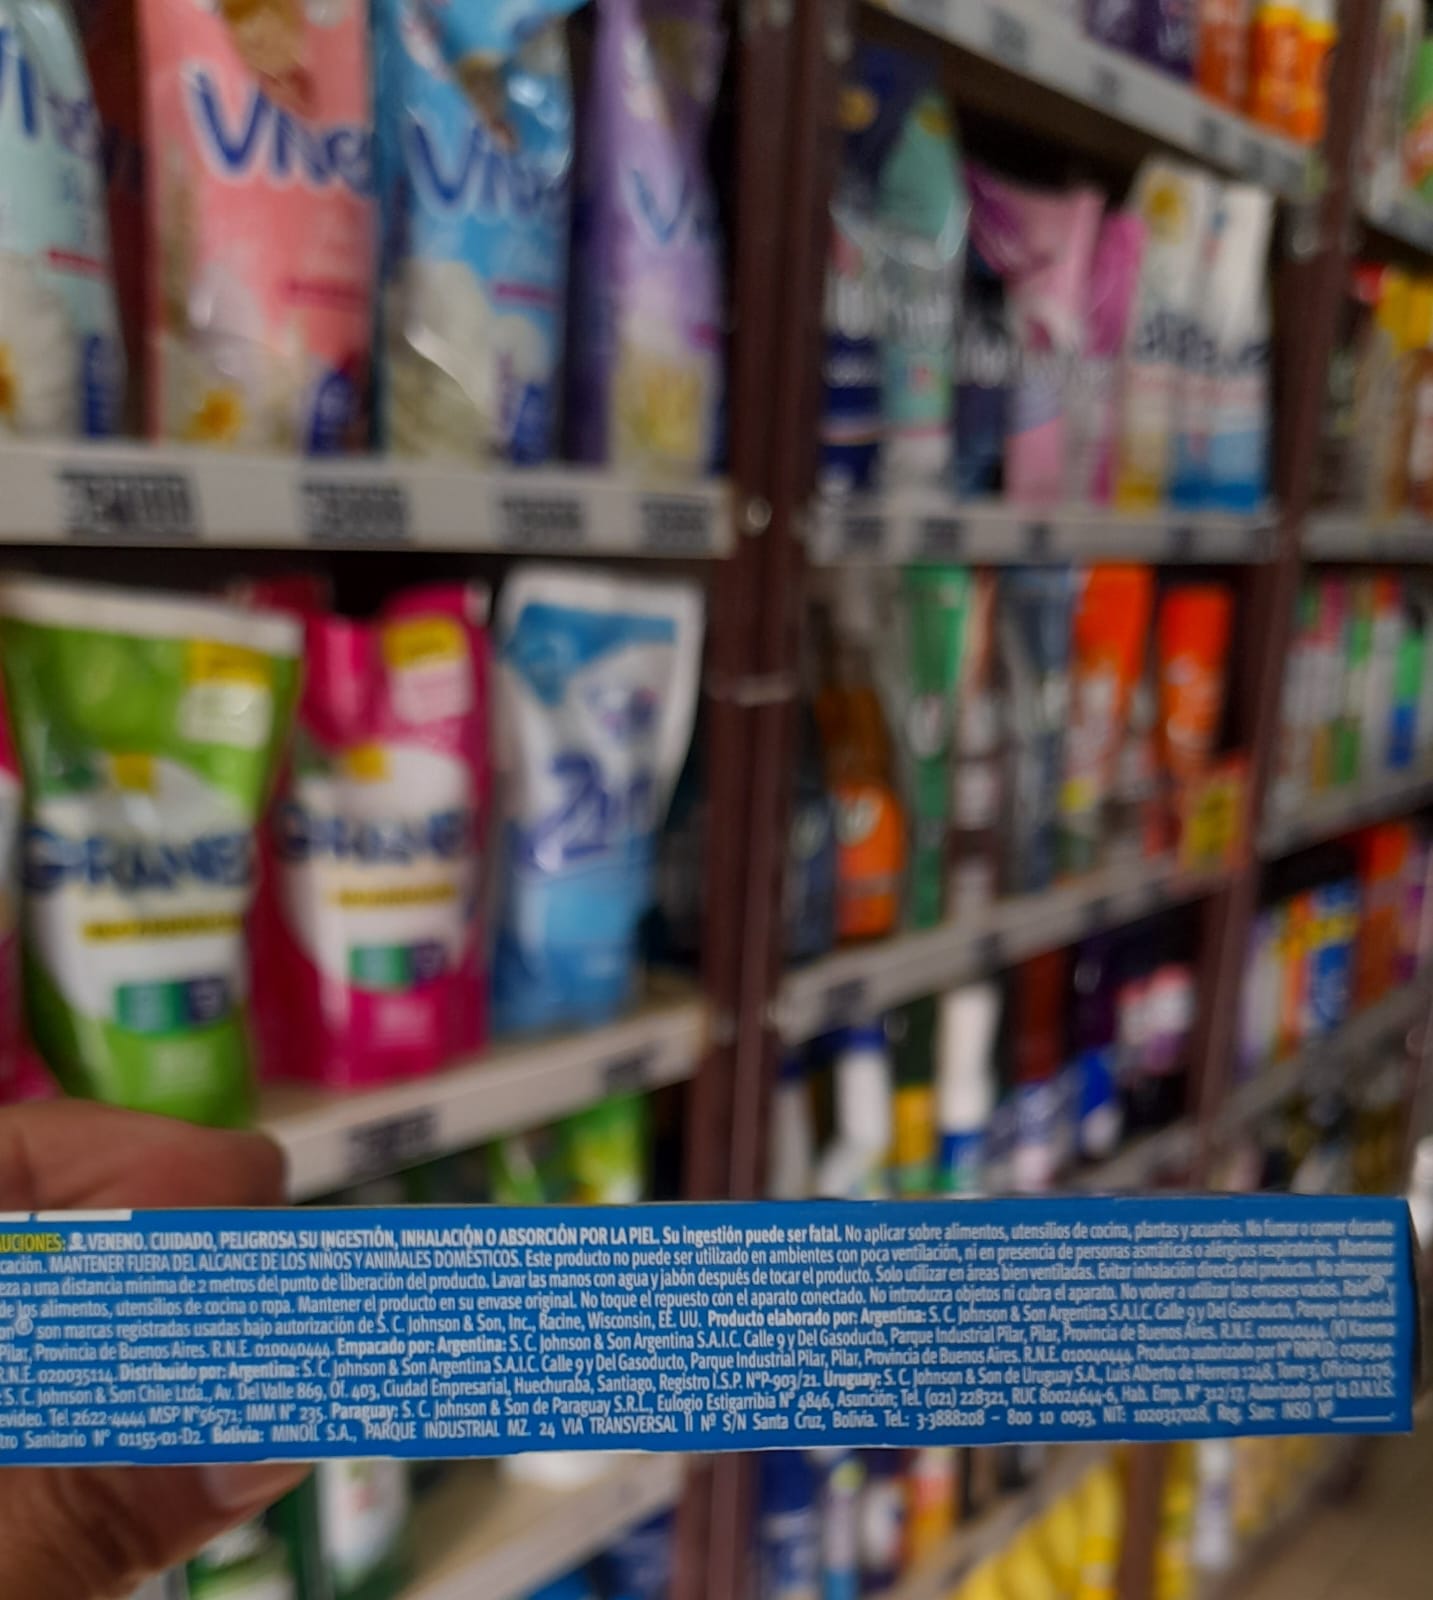 Vive
Vive
2 in 1
UCIONES: VENENO. CUIDADO, PELIGROSA SU INGESTIÓN, INHALACIÓN O ABSORCIÓN POR LA PIEL. Su ingestión puede ser fatal. No aplicar sobre alimentos, utensilios de cocina, plantas y acuarios. No fumar o comer durante
cación. MANTENER FUERA DEL ALCANCE DE LOS NIÑOS Y ANIMALES DOMÉSTICOS. Este producto no puede ser utilizado en ambientes con poca ventilación, ni en presencia de personas asmáticas o alérgicos respiratorios. Mantener
eza a una distancia mínima de 2 metros del punto de liberación del producto. Lavar las manos con agua y jabón después de tocar el producto. Solo utilizar en áreas bien ventiladas. Evitar inhalación directa del producto. No almacenar
de los alimentos, utensilios de cocina o ropa. Mantener el producto en su envase original. No toque el repuesto con el aparato conectado. No introduzca objetos ni cubra el aparato. No volver a utilizar los envases vacíos. Raid®,
on® son marcas registradas usadas bajo autorización de S. C. Johnson & Son, Inc., Racine, Wisconsin, EE. UU. Producto elaborado por: Argentina: S. C. Johnson & Son Argentina S.A.I.C. Calle 9 y Del Gasoducto, Parque Industrial
Pilar, Provincia de Buenos Aires. R.N.E. 010040444. Empacado por: Argentina: S. C. Johnson & Son Argentina S.A.I.C. Calle 9 y Del Gasoducto, Parque Industrial Pilar, Pilar, Provincia de Buenos Aires. R.N.E. 010040444. (K)
R.N.E. 020035114. Distribuido por: Argentina: S. C. Johnson & Son Argentina S.A.I.C. Calle 9 y Del Gasoducto, Parque Industrial Pilar, Pilar, Provincia de Buenos Aires. R.N.E. 010040444. Producto autorizado por Nº RNPUD: 0250540.
: S. C. Johnson & Son Chile Ltda., Av. Del Valle 869, Of. 403, Ciudad Empresarial, Huechuraba, Santiago, Registro I.S.P. NºP-903/21. Uruguay: S. C. Johnson & Son de Uruguay S.A., Luis Alberto de Herrera 1248, Torre 3, Oficina 1176,
evideo. Tel 2622-4444 MSP Nº56571; IMM Nº 235. Paraguay: S. C. Johnson & Son de Paraguay S.R.L., Eulogio Estigarribia Nº 4846, Asunción; Tel. (021) 228321, RUC 80024644-6, Hab. Emp. Nº 312/17, Autorizado por la D.N.V.S.
tro Sanitario Nº 01155-01-D2. Bolivia: MINOIL S.A., PARQUE INDUSTRIAL MZ. 24 VIA TRANSVERSAL II Nº S/N Santa Cruz, Bolivia. Tel.: 3-3888208 – 800 10 0093, NIT: 1020317028, Reg. San: INSO Nº